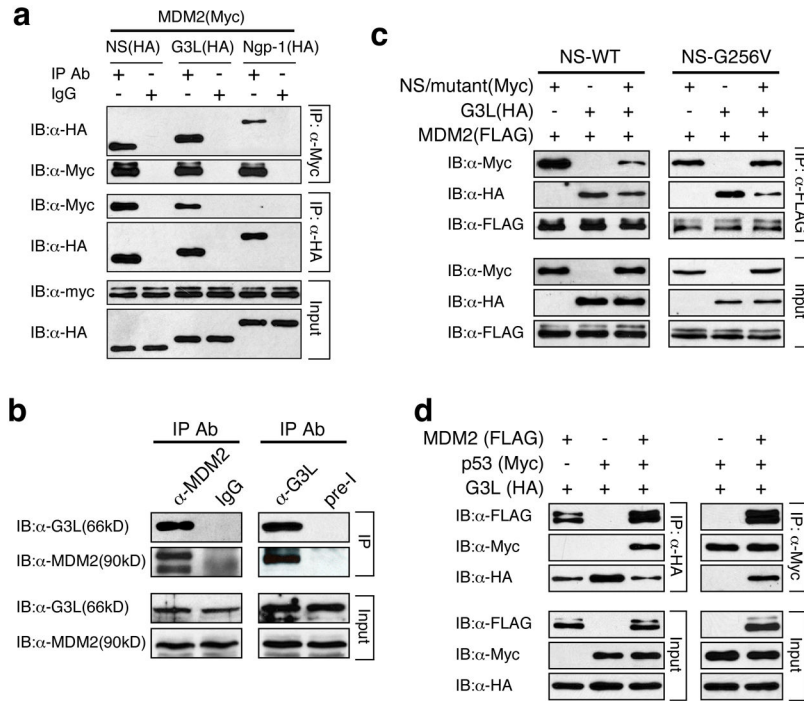 a
MDM2(Myc)
NS(HA) G3L(HA) Ngp-1(HA)
IP Ab + - + - + -
IgG - + - + - +
IB:α-HA
IB:α-Myc
IP: α-Myc
IB:α-Myc
IB:α-HA
IP: α-HA
IB:α-myc
IB:α-HA
Input
b
IP Ab IP Ab
α-MDM2 IgG α-G3L pre-I
IB:α-G3L(66kD)
IB:α-MDM2(90kD)
IP
IB:α-G3L(66kD)
IB:α-MDM2(90kD)
Input
c
NS-WT NS-G256V
NS/mutant(Myc) + - + + - +
G3L(HA) - + + - + +
MDM2(FLAG) + + + + + +
IB:α-Myc
IB:α-HA
IB:α-FLAG
IP: α-FLAG
IB:α-Myc
IB:α-HA
IB:α-FLAG
Input
d
MDM2 (FLAG) + - + - +
p53 (Myc) - + + + +
G3L (HA) + + + + +
IB:α-FLAG
IB:α-Myc
IB:α-HA
IP: α-HA
IP: α-Myc
IB:α-FLAG
IB:α-Myc
IB:α-HA
Input
Input